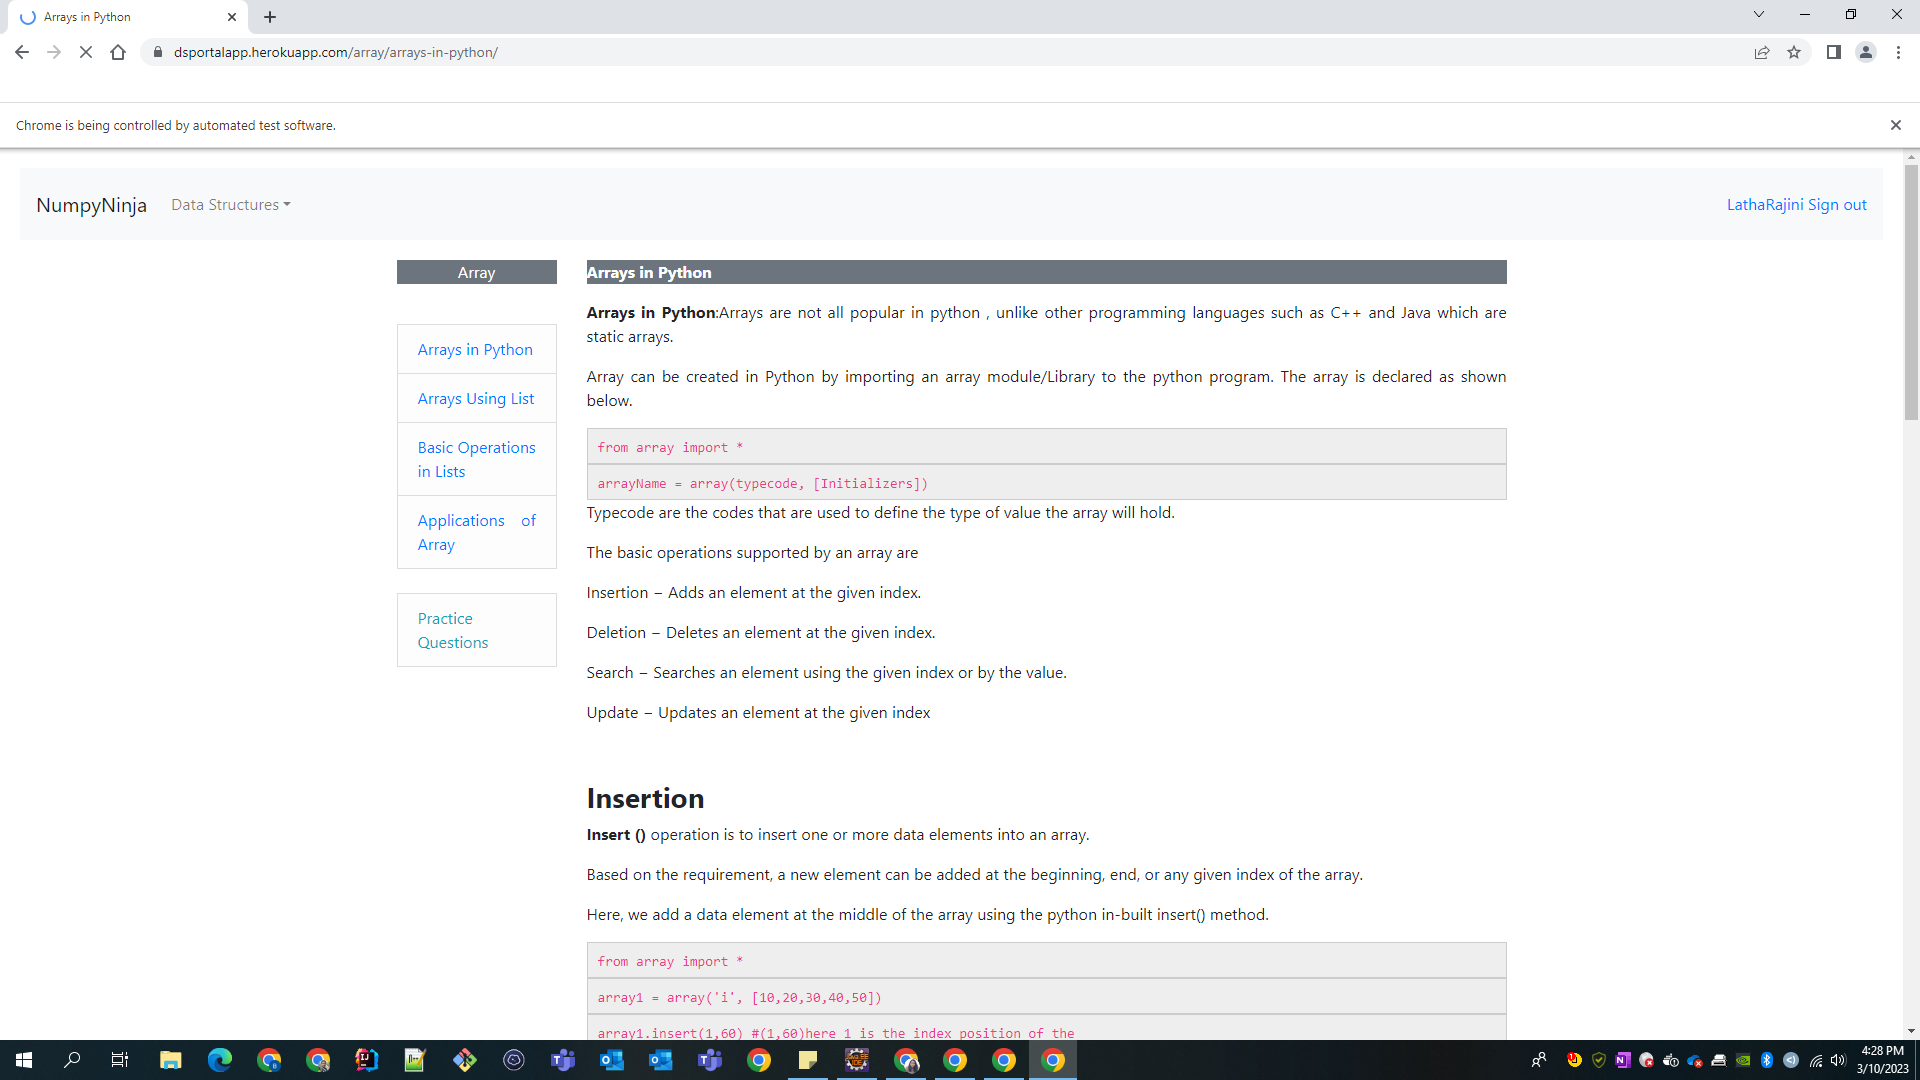 Arrays in Python
dsportalapp.herokuapp.com/array/arrays-in-python/
Chrome is being controlled by automated test software.
NumpyNinja
Data Structures
LathaRajini Sign out
Array
Arrays in Python
Arrays Using List
Basic Operations
in Lists
Applications of
Array
Practice
Questions
Arrays in Python
Arrays in Python:Arrays are not all popular in python , unlike other programming languages such as C++ and Java which are
static arrays.
Array can be created in Python by importing an array module/Library to the python program. The array is declared as shown
below.
from array import *
arrayName = array(typecode, [Initializers])
Typecode are the codes that are used to define the type of value the array will hold.
The basic operations supported by an array are
Insertion − Adds an element at the given index.
Deletion − Deletes an element at the given index.
Search − Searches an element using the given index or by the value.
Update − Updates an element at the given index
Insertion
Insert () operation is to insert one or more data elements into an array.
Based on the requirement, a new element can be added at the beginning, end, or any given index of the array.
Here, we add a data element at the middle of the array using the python in-built insert() method.
from array import *
array1 = array('i', [10,20,30,40,50])
array1.insert(1,60) #(1,60)here 1 is the index position of the
4:28 PM
3/10/2023